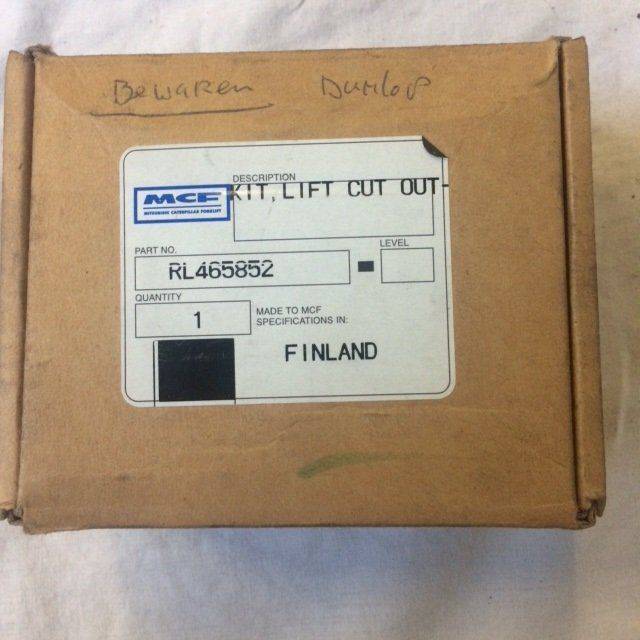 Bewaren Dunlop
DESCRIPTION
KIT, LIFT CUT OUT-
MCF
MITSUBISHI CATERPILLAR FORKLIFT
PART NO.
LEVEL
RL465852 -
QUANTITY
1
MADE TO MCF
SPECIFICATIONS IN:
FINLAND